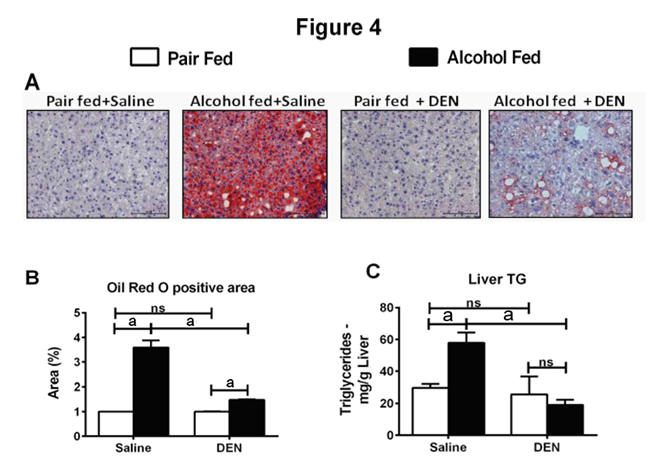 Figure 4
Pair Fed
Alcohol Fed
A
Pair fed+Saline
Alcohol fed+Saline
Pair fed + DEN
Alcohol fed + DEN
B
Oil Red O positive area
ns
a
a
a
Area (%)
5
4
3
2
1
0
Saline
DEN
C
Liver TG
ns
a
a
ns
Triglycerides -
mg/g Liver
80
60
40
20
0
Saline
DEN